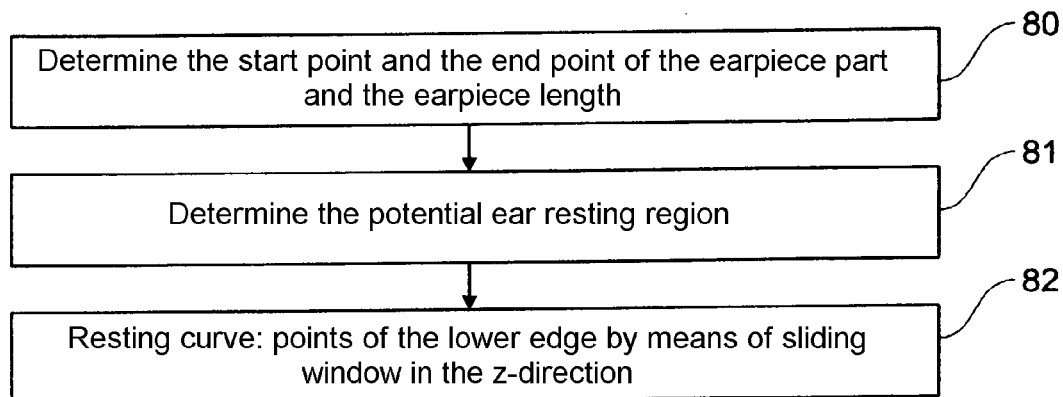 80
Determine the start point and the end point of the earpiece part
and the earpiece length
81
Determine the potential ear resting region
82
Resting curve: points of the lower edge by means of sliding
window in the z-direction